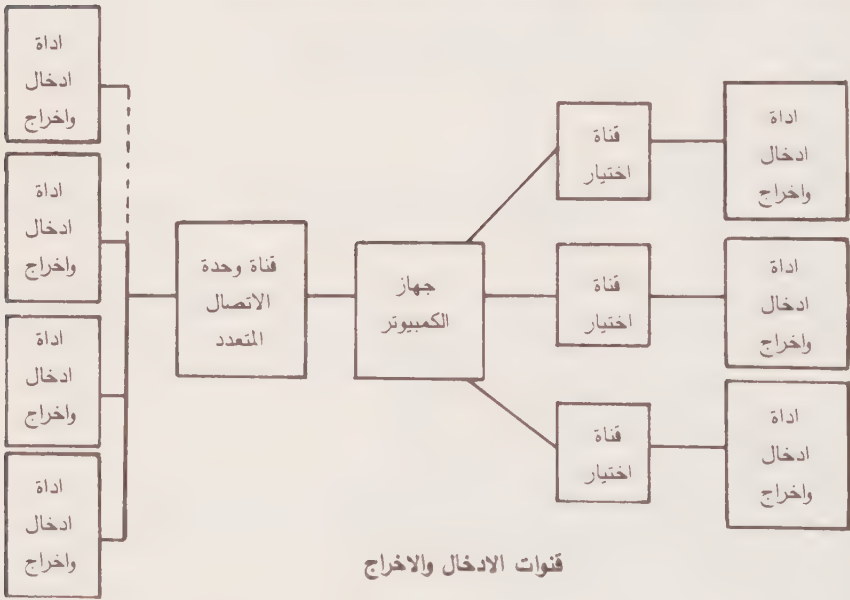 اداة
ادخال
واخراج
قناة
اختيار
اداة
ادخال
واخراج
اداة
ادخال
واخراج
قناة وحدة
الاتصال
المتعدد
جهاز
الكمبيوتر
قناة
اختيار
اداة
ادخال
واخراج
اداة
ادخال
واخراج
قناة
اختيار
اداة
ادخال
واخراج
اداة
ادخال
واخراج
قنوات الادخال والاخراج